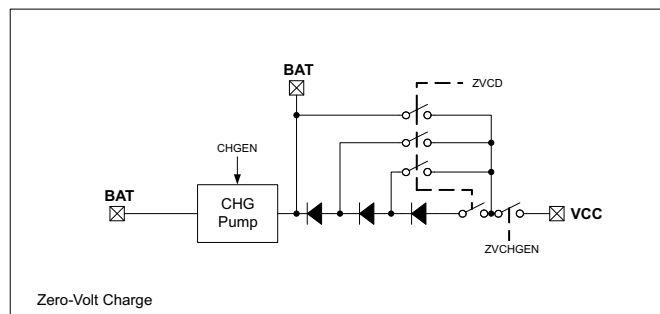 BAT
ZVCD
CHGEN
BAT
CHG
Pump
VCC
ZVCHGEN
Zero-Volt Charge